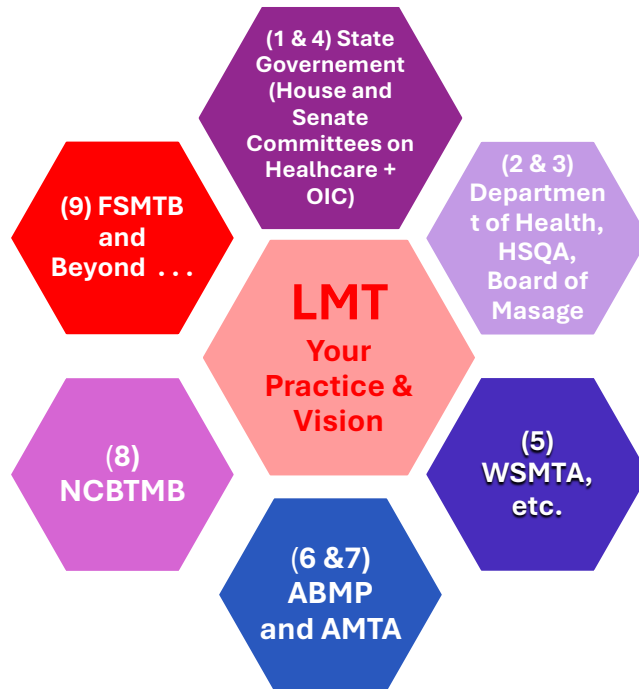 (1 & 4) State
Governement
(House and
Senate
Committees on
Healhcare +
OIC)
(2 & 3)
Departmen
t of Health,
HSQA,
Board of
Masage
(9) FSMTB
and
Beyond . . .
LMT
Your
Practice &
Vision
(5)
WSMTA,
etc.
(8)
NCBTMB
(6 &7)
ABMP
and AMTA